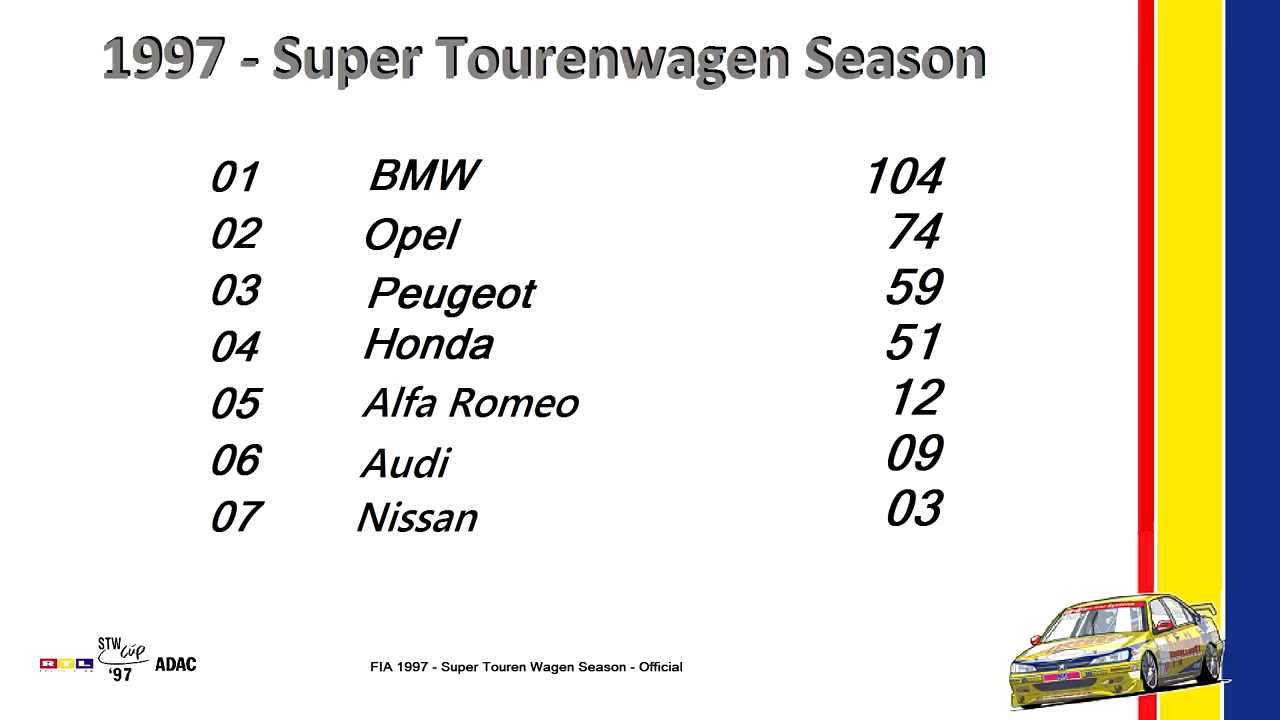 1997 - Super Tourenwagen Season
01 BMW 104
02 Opel 74
03 Peugeot 59
04 Honda 51
05 Alfa Romeo 12
06 Audi 09
07 Nissan 03
RTL
STW
Cup
'97
ADAC
FIA 1997 - Super Touren Wagen Season - Official